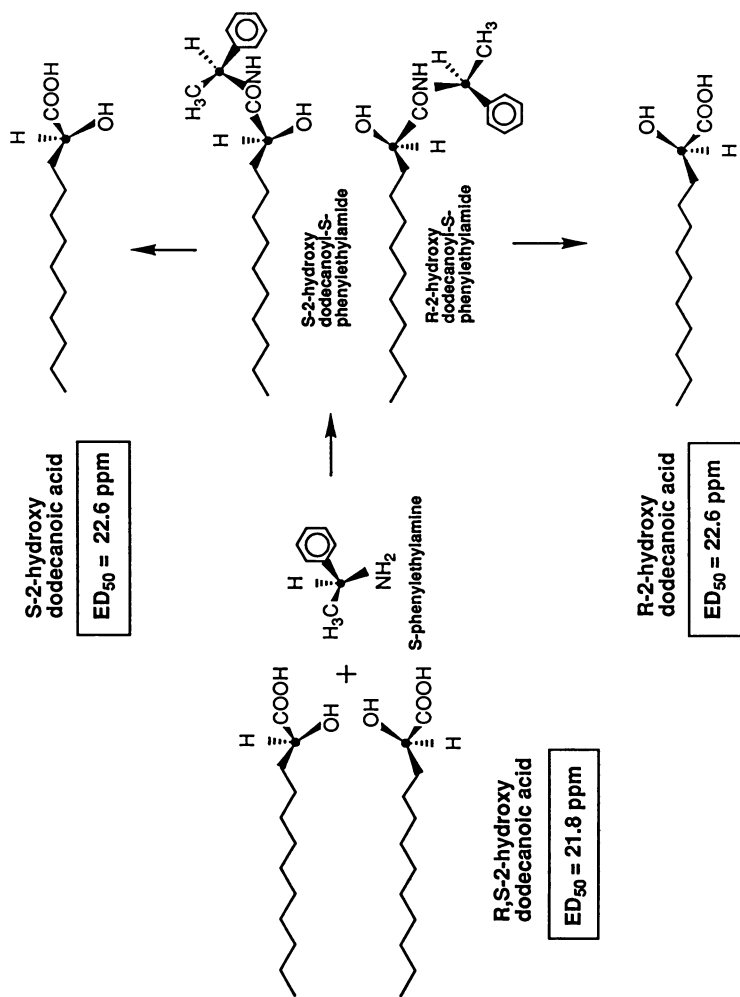 S-2-hydroxy
dodecanoic acid
ED50 = 22.6 ppm
H
COOH
OH
H
COOH
OH
+
OH
COOH
H
R,S-2-hydroxy
dodecanoic acid
ED50 = 21.8 ppm
H
H3C
NH2
S-phenylethylamine
H3C
H
CONH
H
OH
S-2-hydroxy
dodecanoyl-S-
phenylethylamide
OH
CONH
H
H
CH3
R-2-hydroxy
dodecanoyl-S-
phenylethylamide
R-2-hydroxy
dodecanoic acid
ED50 = 22.6 ppm
OH
COOH
H